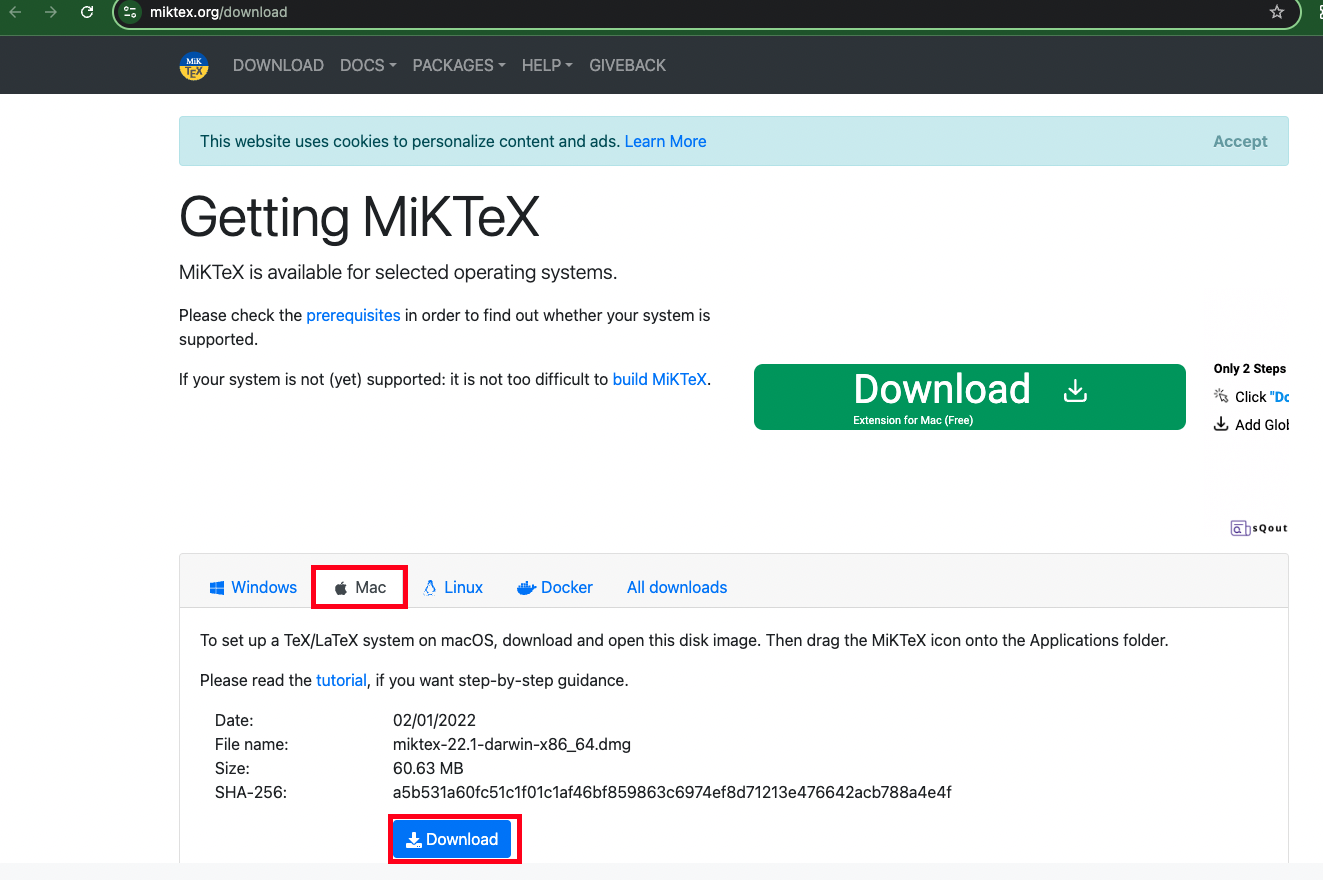 miktex.org/download
MiK
TEX
DOWNLOAD DOCS PACKAGES HELP GIVEBACK
This website uses cookies to personalize content and ads. Learn More Accept
Getting MiKTeX
MiKTeX is available for selected operating systems.
Please check the prerequisites in order to find out whether your system is
supported.
If your system is not (yet) supported: it is not too difficult to build MiKTeX.
Download
Extension for Mac (Free)
Only 2 Steps
Click "Do
Add Glob
sQout
Windows Mac Linux Docker All downloads
To set up a TeX/LaTeX system on macOS, download and open this disk image. Then drag the MiKTeX icon onto the Applications folder.
Please read the tutorial, if you want step-by-step guidance.
Date: 02/01/2022
File name: miktex-22.1-darwin-x86_64.dmg
Size: 60.63 MB
SHA-256: a5b531a60fc51c1f01c1af46bf859863c6974ef8d71213e476642acb788a4e4f
Download